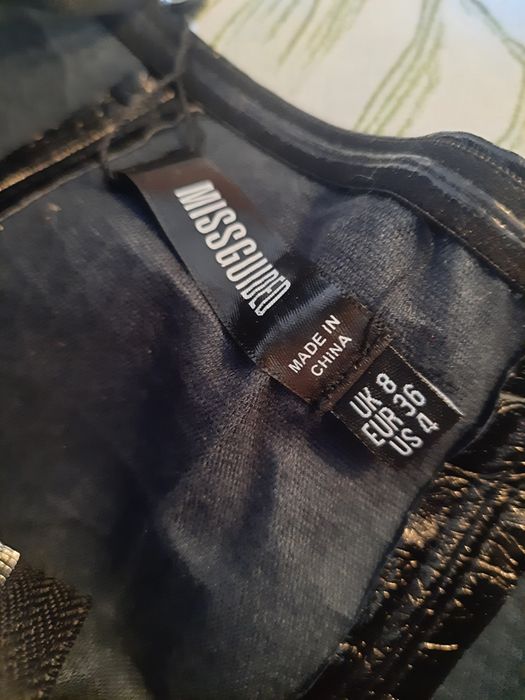 MISSGUIDED
MADE IN
CHINA
UK 8
EUR 36
US 4